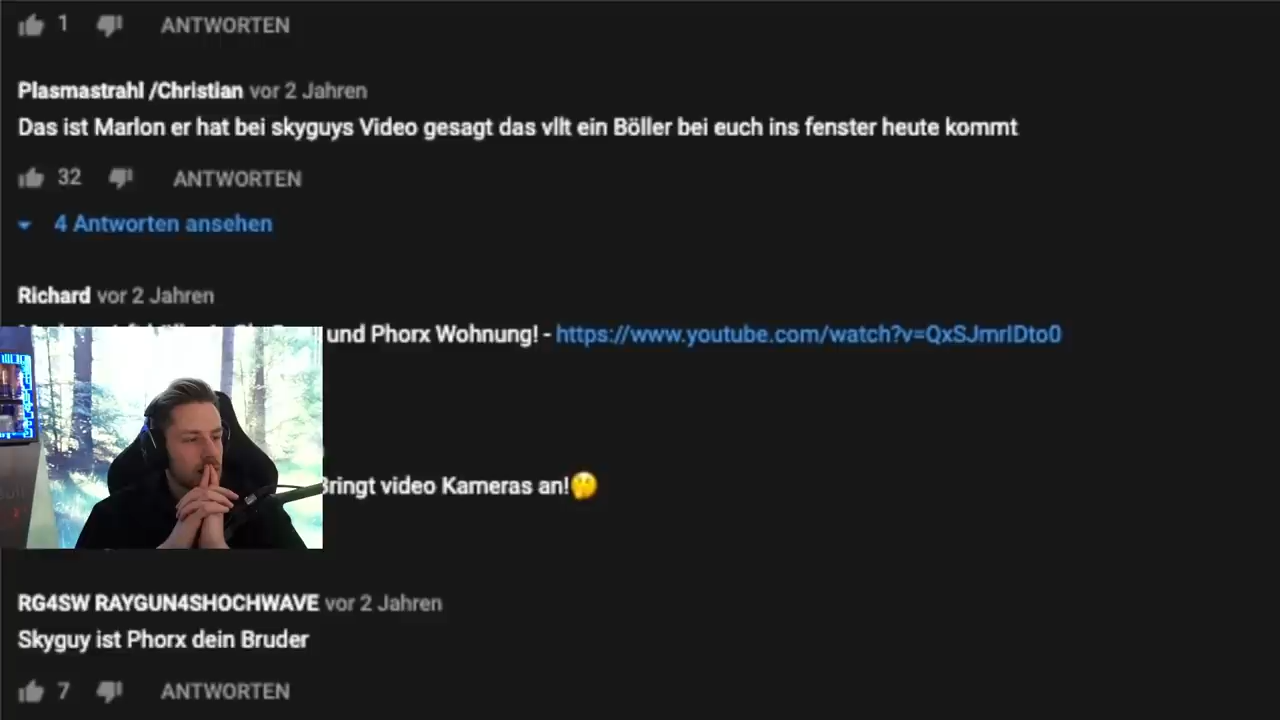 1 ANTWORTEN
Plasmastrahl /Christian vor 2 Jahren
Das ist Marlon er hat bei skyguys Video gesagt das vllt ein Böller bei euch ins fenster heute kommt
32 ANTWORTEN
4 Antworten ansehen
Richard vor 2 Jahren
und Phorx Wohnung! - https://www.youtube.com/watch?v=QxSJmrlDto0
Bringt video Kameras an!🤔
RG4SW RAYGUN4SHOCHWAVE vor 2 Jahren
Skyguy ist Phorx dein Bruder
7 ANTWORTEN